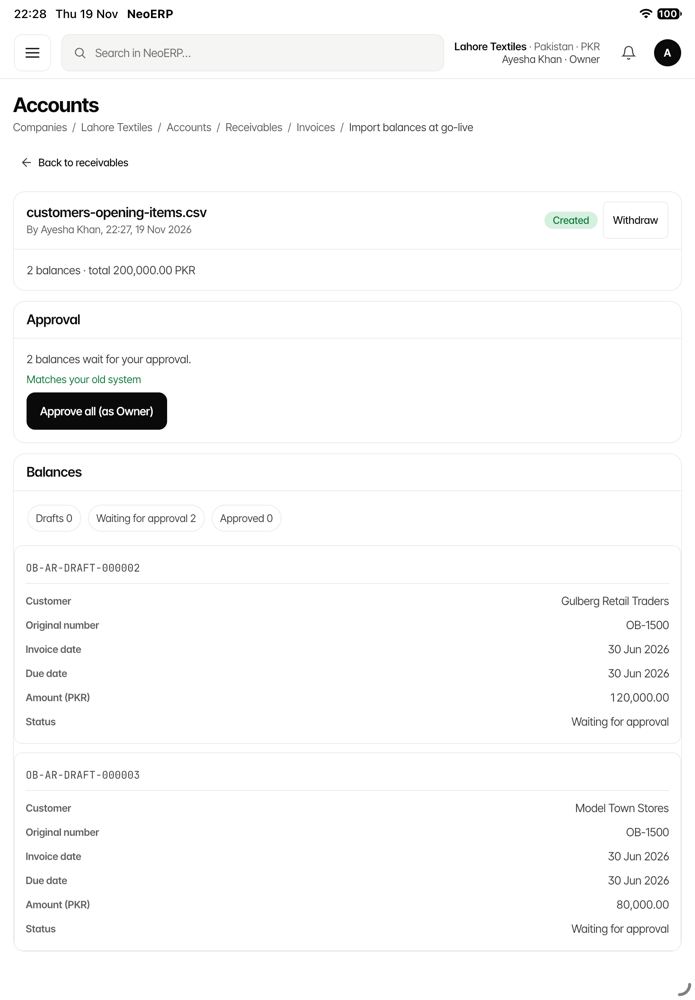 22:28 Thu 19 Nov NeoERP 100
Search in NeoERP...
Lahore Textiles · Pakistan · PKR
Ayesha Khan · Owner
A
Accounts
Companies / Lahore Textiles / Accounts / Receivables / Invoices / Import balances at go-live
Back to receivables
customers-opening-items.csv
By Ayesha Khan, 22:27, 19 Nov 2026
Created
Withdraw
2 balances · total 200,000.00 PKR
Approval
2 balances wait for your approval.
Matches your old system
Approve all (as Owner)
Balances
Drafts 0
Waiting for approval 2
Approved 0
OB-AR-DRAFT-000002
Customer Gulberg Retail Traders
Original number OB-1500
Invoice date 30 Jun 2026
Due date 30 Jun 2026
Amount (PKR) 120,000.00
Status Waiting for approval
OB-AR-DRAFT-000003
Customer Model Town Stores
Original number OB-1500
Invoice date 30 Jun 2026
Due date 30 Jun 2026
Amount (PKR) 80,000.00
Status Waiting for approval